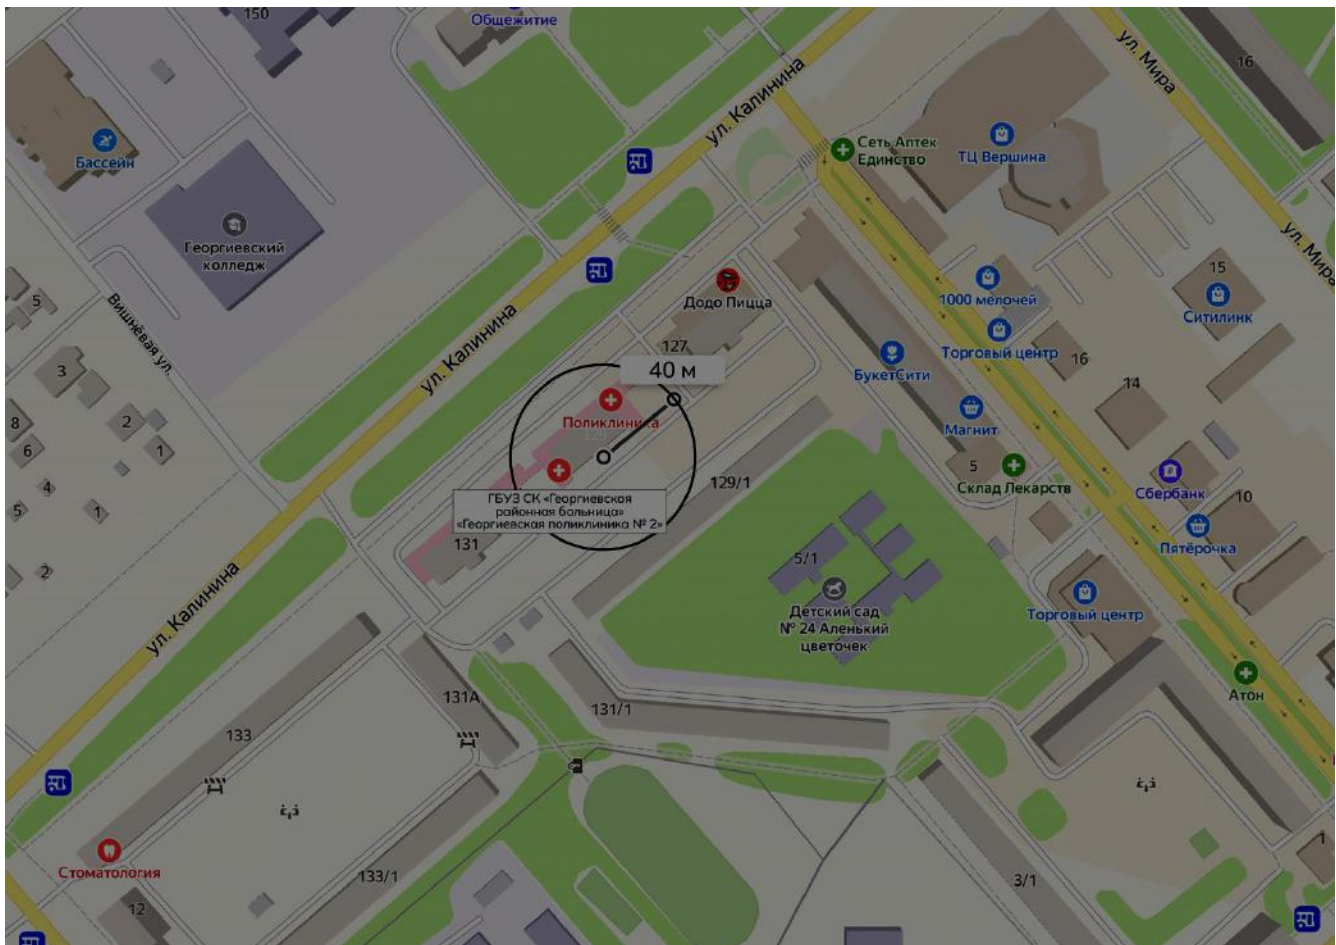 150
Общежитие
ул. Мира
16
ул. Калинина
Сеть Аптек
Единство
ТЦ Вершина
Бассейн
Георгиевский
колледж
ул. Мира
15
Ситилинк
5
Вишнёвая ул.
Додо Пицца
1000 мелочей
ул. Калинина
127
40 м
Торговый центр
16
БукетСити
3
14
Поликлиника
Магнит
8
2
6
1
5
Склад Лекарств
Сбербанк
10
4
129/1
ГБУЗ СК «Георгиевская
районная больница»
«Георгиевская поликлиника № 2»
5
1
131
Пятёрочка
5/1
2
ул. Калинина
Детский сад
№ 24 Аленький
цветочек
Торговый центр
Атон
131А
131/1
133
1
Стоматология
133/1
3/1
12